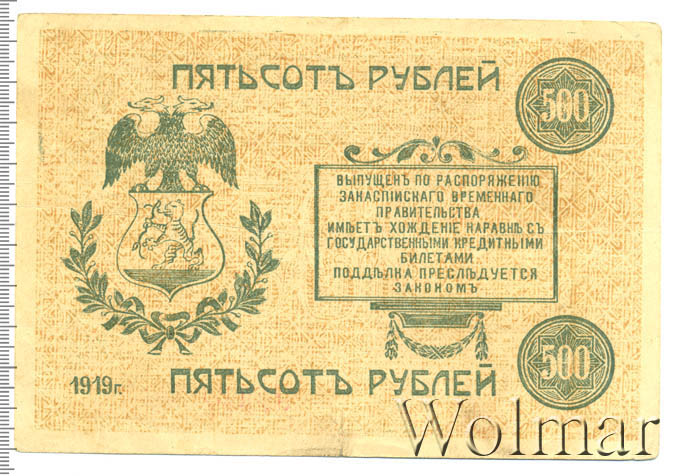 ПЯТЬСОТЪ РУБЛЕЙ
500
ВЫПУЩЕНЪ ПО РАСПОРЯЖЕНІЮ
ЗАКАСПІЙСКАГО ВРЕМЕННАГО
ПРАВИТЕЛЬСТВА
ИМѢЕТЪ ХОЖДЕНІЕ НАРАВНѢ СЪ
ГОСУДАРСТВЕННЫМИ КРЕДИТНЫМИ
БИЛЕТАМИ
ПОДДѢЛКА ПРЕСЛѢДУЕТСЯ
ЗАКОНОМЪ
1919г.
ПЯТЬСОТЪ РУБЛЕЙ
500
Wolmar